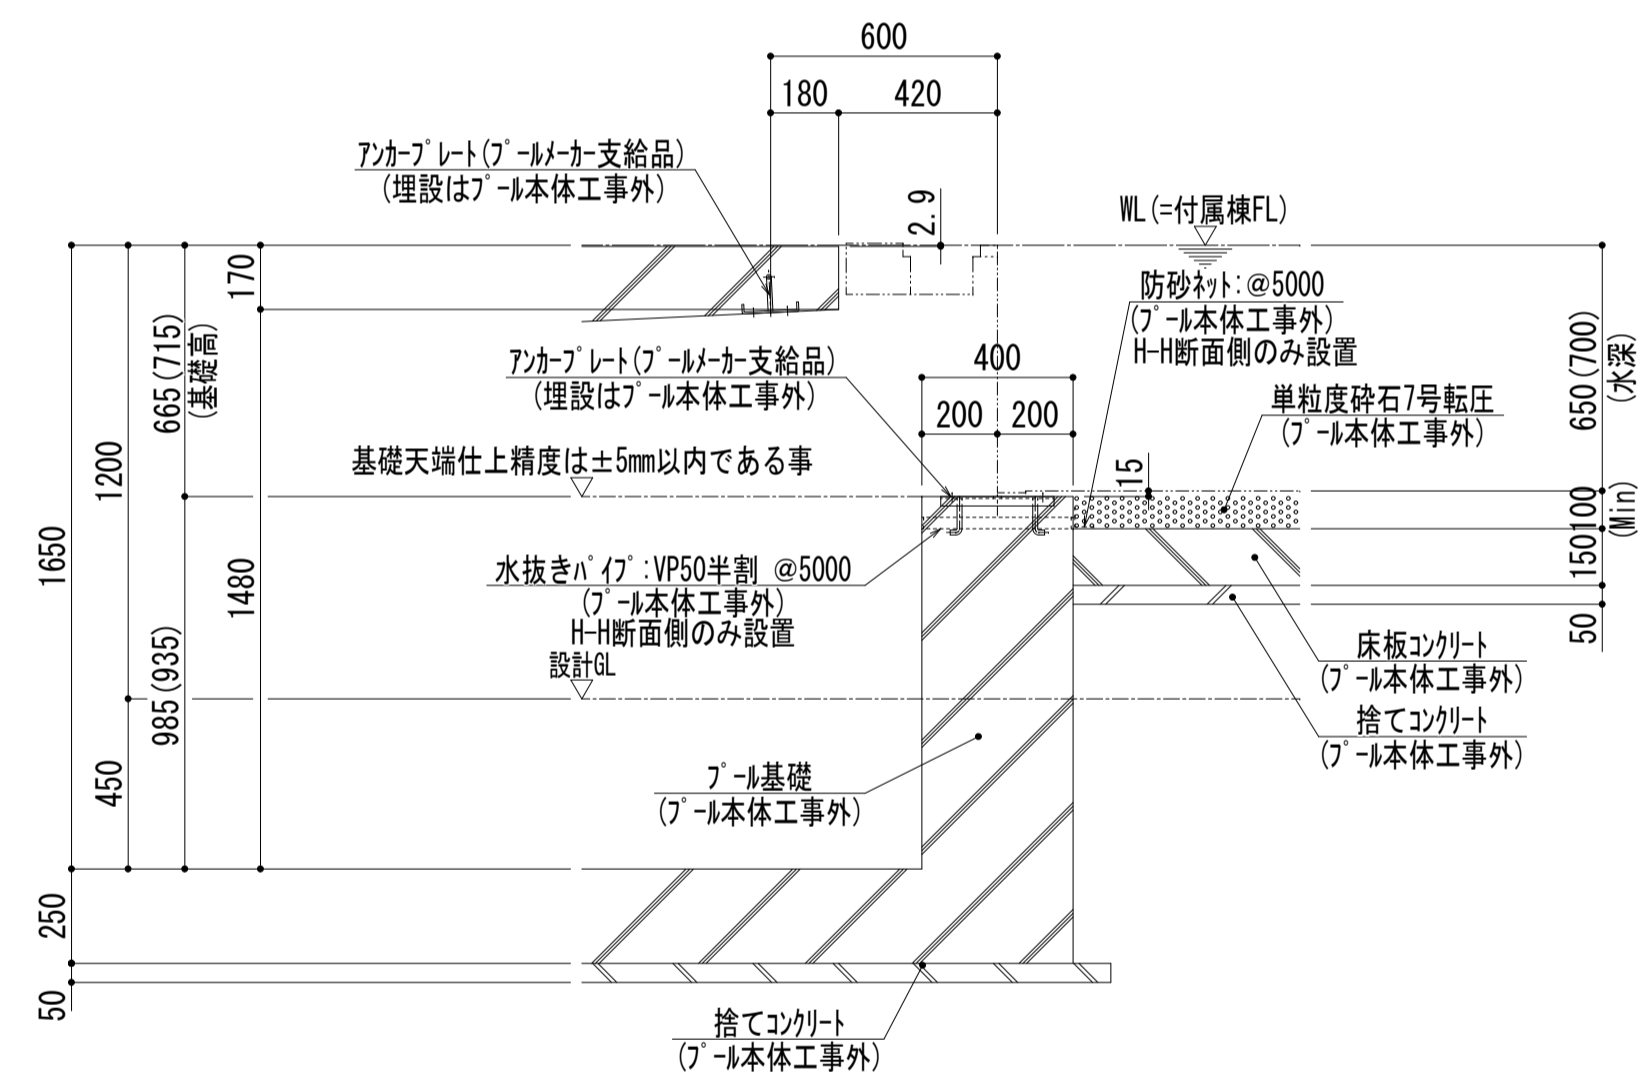 600
180
420
アンカープレート(プールメーカー支給品)
(埋設はプール本体工事外)
2.9
WL(=付属棟FL)
170
665(715)
(基礎高)
防砂ネット:@5000
(プール本体工事外)
H-H断面側のみ設置
650(700)
(水深)
アンカープレート(プールメーカー支給品)
(埋設はプール本体工事外)
400
200
200
単粒度砕石7号転圧
(プール本体工事外)
基礎天端仕上精度は±5mm以内である事
15
1200
1650
1480
100
(Min)
150
50
水抜きパイプ:VP50半割 @5000
(プール本体工事外)
H-H断面側のみ設置
設計GL
985(935)
床板コンクリート
(プール本体工事外)
捨てコンクリート
(プール本体工事外)
450
プール基礎
(プール本体工事外)
250
50
捨てコンクリート
(プール本体工事外)